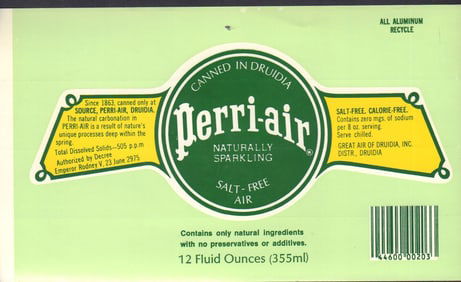 ALL ALUMINUM
RECYCLE
CANNED IN DRUIDIA
Perri-air®
NATURALLY
SPARKLING
SALT-FREE
AIR
Since 1863, canned only at
SOURCE, PERRI-AIR, DRUIDIA.
The natural carbonation in
PERRI-AIR is a result of nature's
unique processes deep within the
spring.
Total Dissolved Solids—505 p.p.m
Authorized by Decree
Emperor Rodney V, 23 June 2975
SALT-FREE. CALORIE-FREE.
Contains zero mgs. of sodium
per 8 oz. serving.
Serve chilled.
GREAT AIR OF DRUIDIA, INC.
DISTR., DRUIDIA
Contains only natural ingredients
with no preservatives or additives.
12 Fluid Ounces (355ml)
44600 00203